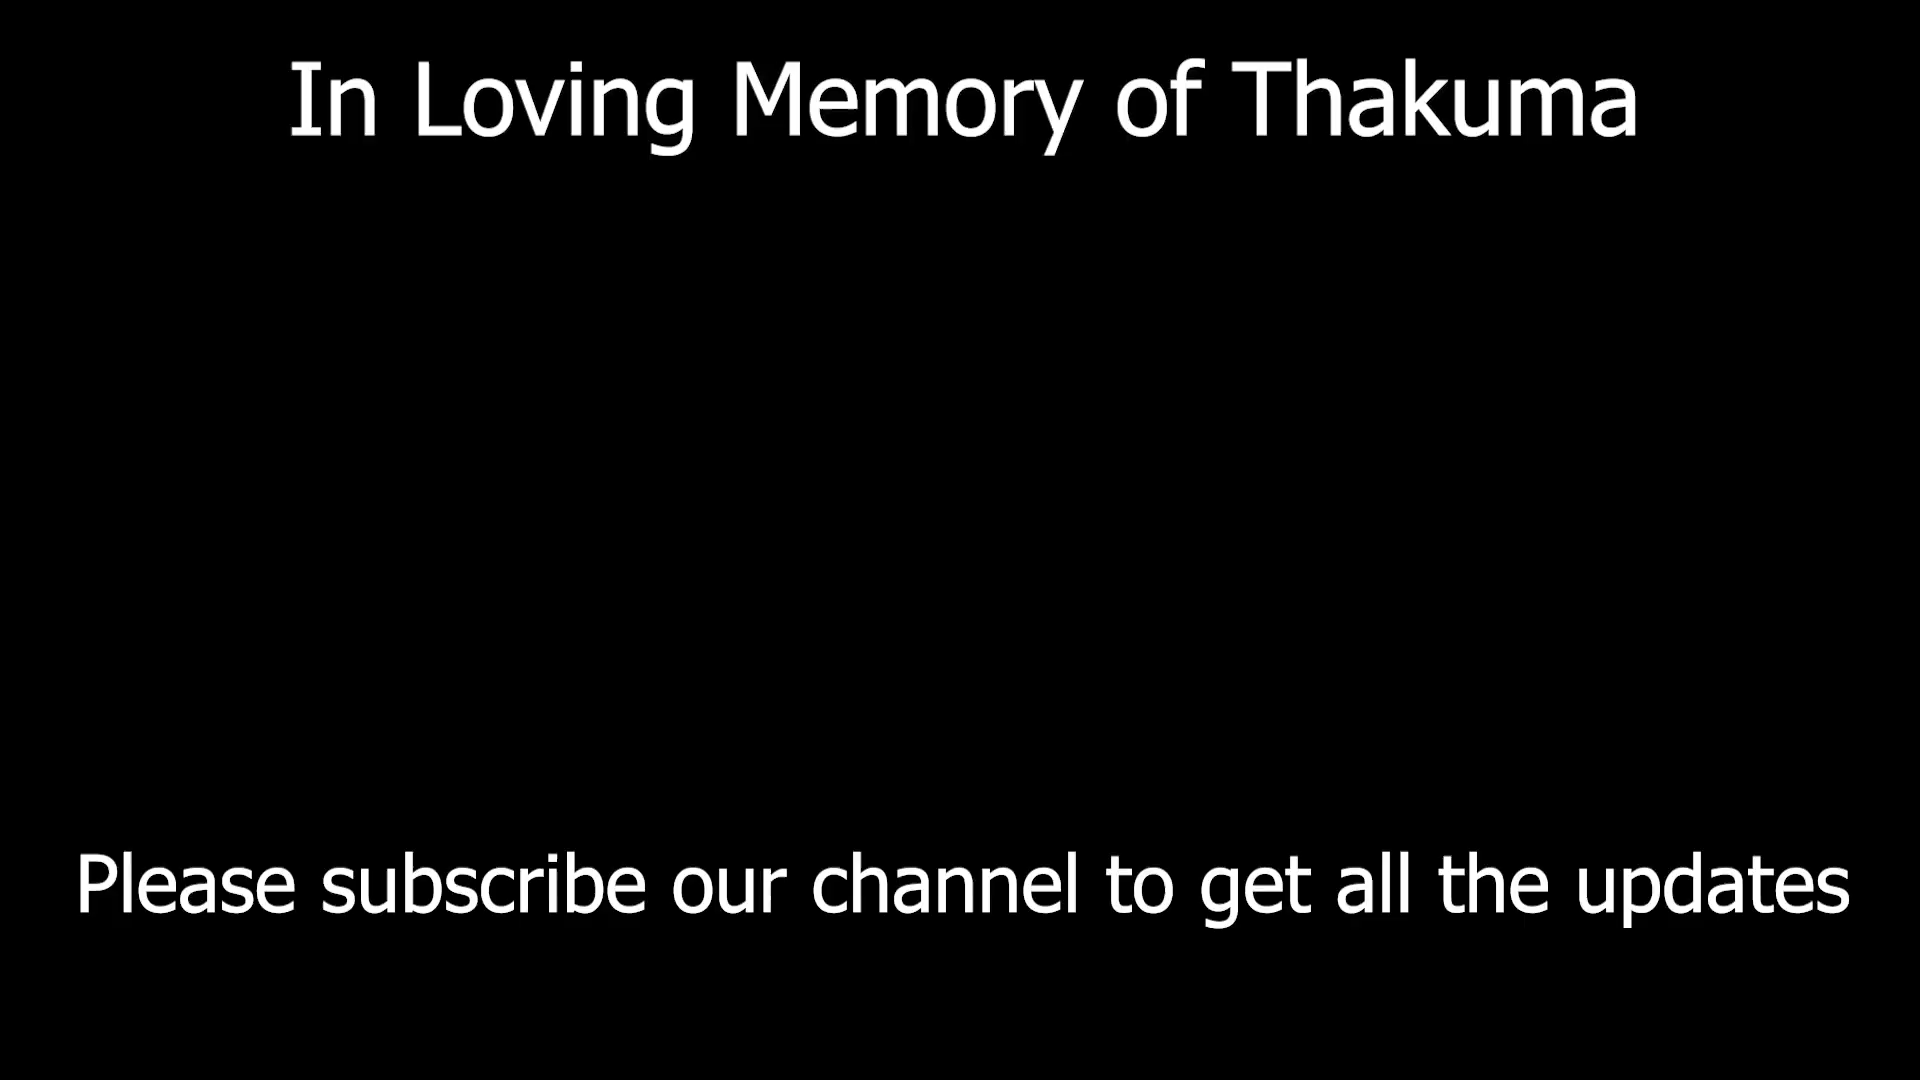 In Loving Memory of Thakuma
Please subscribe our channel to get all the updates